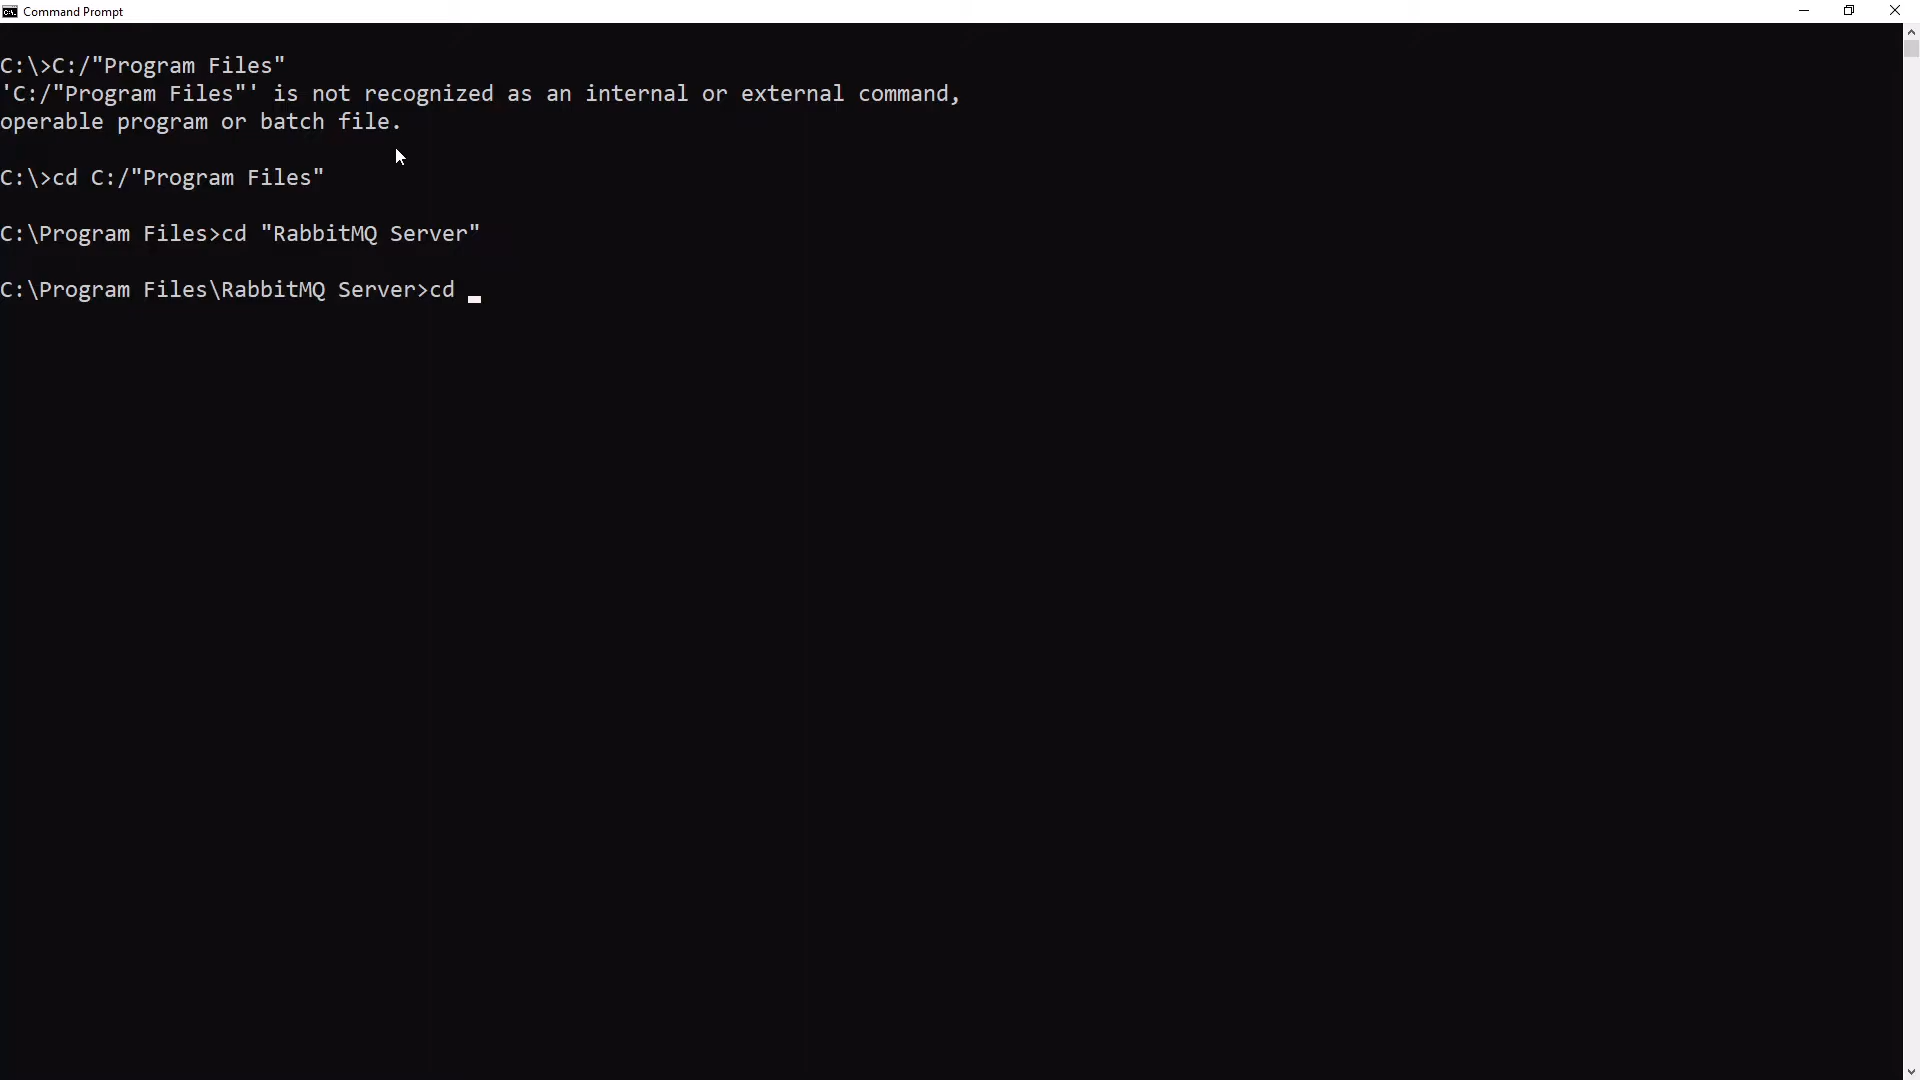 Command Prompt
C:\>C:/"Program Files"
'C:/"Program Files"' is not recognized as an internal or external command,
operable program or batch file.
C:\>cd C:/"Program Files"
C:\Program Files>cd "RabbitMQ Server"
C:\Program Files\RabbitMQ Server>cd